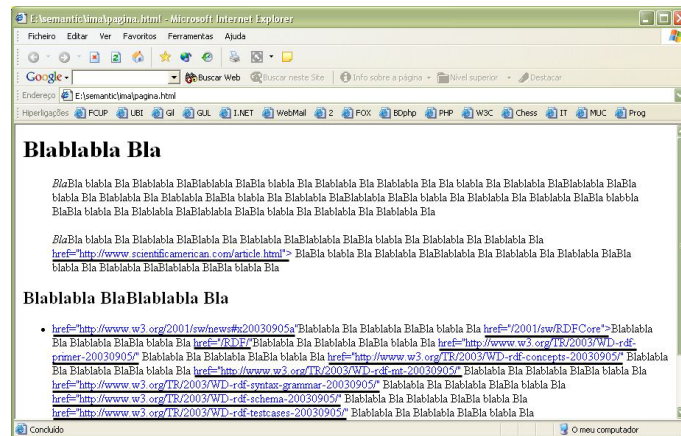 E:\semantic\ima\pagina.html - Microsoft Internet Explorer
Ficheiro Editar Ver Favoritos Ferramentas Ajuda
Google Buscar Web Buscar neste Site Info sobre a página Nível superior Destacar
Endereço E:\semantic\ima\pagina.html
Hiperligações FCUP UBI GI GUL I.NET WebMail 2 FOX BDphp PHP W3C Chess IT MUC Prog
Blablabla Bla
BlaBla blabla Bla Blablabla BlaBlablabla BlaBla blabla Bla Blablabla Bla Blablabla Bla Bla blabla Bla Blablabla BlaBlablabla BlaBla
blabla Bla Blablabla Bla Blablabla BlaBla blabla Bla Blablabla Bla Blablabla BlaBlablabla BlaBla blabla Bla Blablabla BlaBla blabbla
BlaBla blabla Bla Blablabla BlaBlablabla BlaBla blabla Bla Blablabla Bla Blablabla Bla
BlaBla blabla Bla Blablabla BlaBlablabla Bla Blablabla BlaBlablabla BlaBla blabla Bla Blablabla Bla Blablabla Bla
href="http://www.scientificamerican.com/article.html"> BlaBla blabla Bla Blablabla BlaBlablabla Bla Blablabla Bla Blablabla BlaBla
blabla Bla Blablabla BlaBlablabla BlaBla blabla Bla
Blablabla BlaBlablabla Bla
• href="http://www.w3.org/2001/sw/news#x20030905a"Blablabla Bla Blablabla BlaBla blabla Bla href="/2001/sw/RDFCore">Blablabla
Bla Blablabla BlaBla blabla Bla href="/RDF/"Blablabla Bla Blablabla BlaBla blabla Bla href="http://www.w3.org/TR/2003/WD-rdf-
primer-20030905/" Blablabla Bla Blablabla BlaBla blabla Bla href="http://www.w3.org/TR/2003/WD-rdf-concepts-20030905/" Blablabla
Bla Blablabla BlaBla blabla Bla href="http://www.w3.org/TR/2003/WD-rdf-mt-20030905/" Blablabla Bla Blablabla BlaBla blabla Bla
href="http://www.w3.org/TR/2003/WD-rdf-syntax-grammar-20030905/" Blablabla Bla Blablabla BlaBla blabla Bla
href="http://www.w3.org/TR/2003/WD-rdf-schema-20030905/" Blablabla Bla Blablabla BlaBla blabla Bla
href="http://www.w3.org/TR/2003/WD-rdf-testcases-20030905/" Blablabla Bla Blablabla BlaBla blabla Bla
Concluído O meu computador